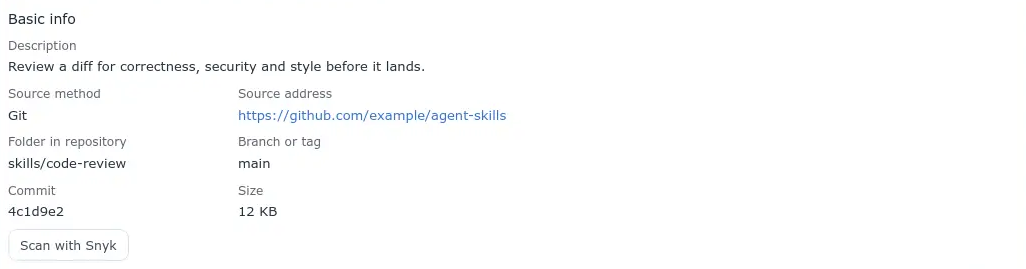 Basic info
Description
Review a diff for correctness, security and style before it lands.
Source method Source address
Git https://github.com/example/agent-skills
Folder in repository Branch or tag
skills/code-review main
Commit Size
4c1d9e2 12 KB
Scan with Snyk